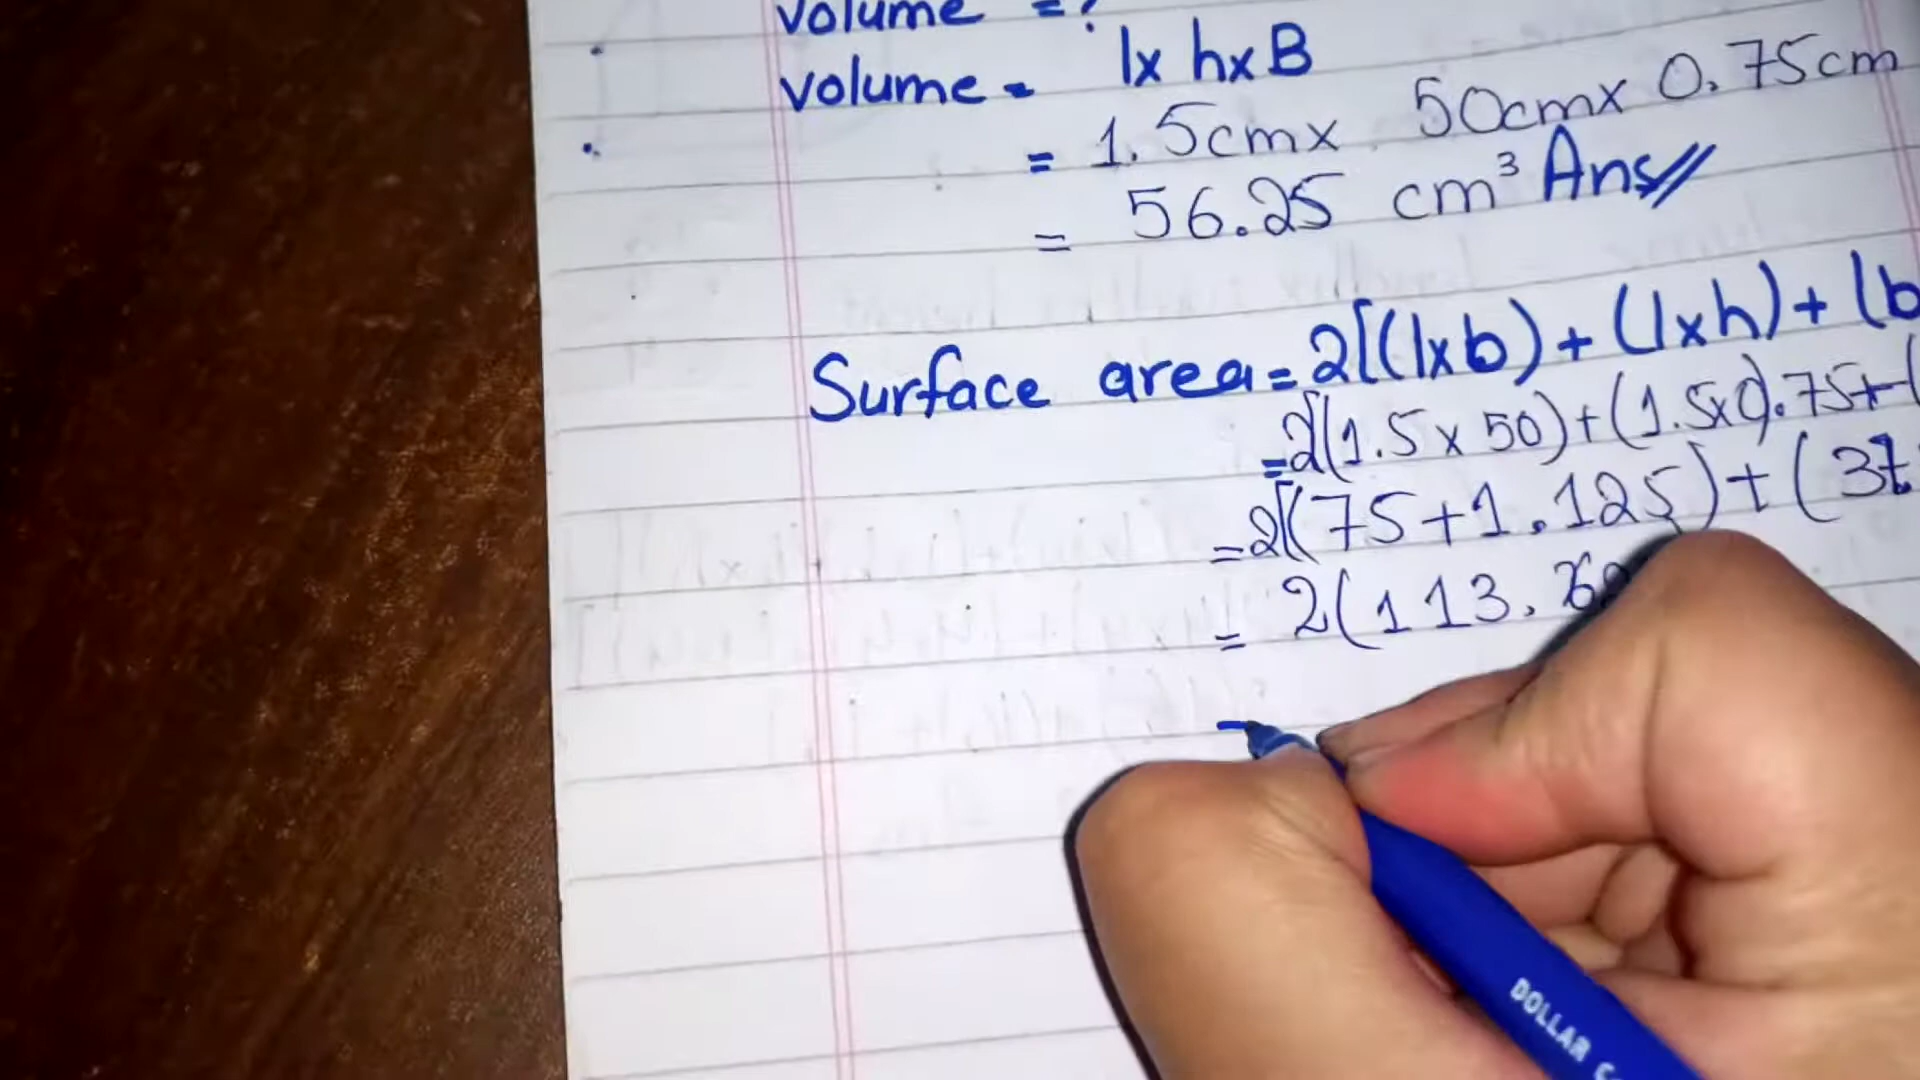 volume = ?
volume = l x h x B
= 1.5cm x 50cm x 0.75cm
= 56.25 cm³ Ans
Surface area = 2[(l x b) + (l x h) + (b
= 2(1.5 x 50) + (1.5 x 0).75 + (
= 2[(75 + 1.125) + (37
= 2(113.
=
DOLLAR